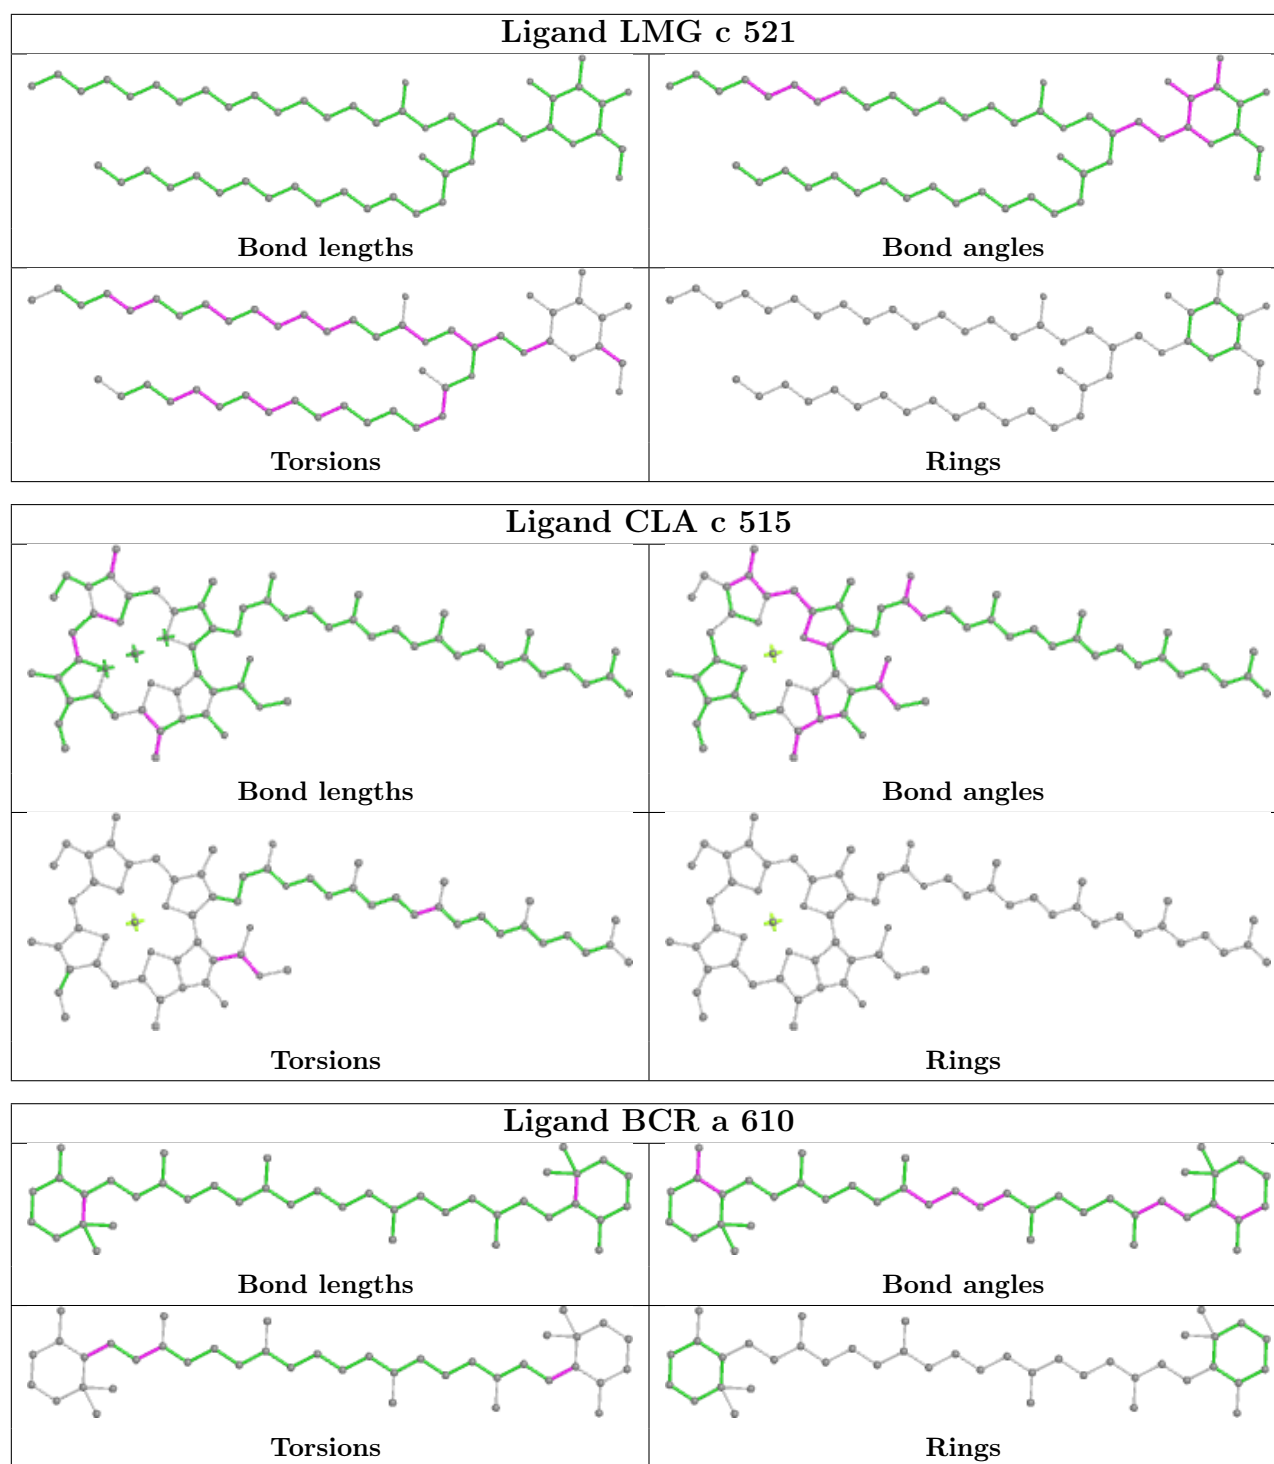 Ligand LMG c 521
Bond lengths
Bond angles
Torsions
Rings
Ligand CLA c 515
Bond lengths
Bond angles
Torsions
Rings
Ligand BCR a 610
Bond lengths
Bond angles
Torsions
Rings